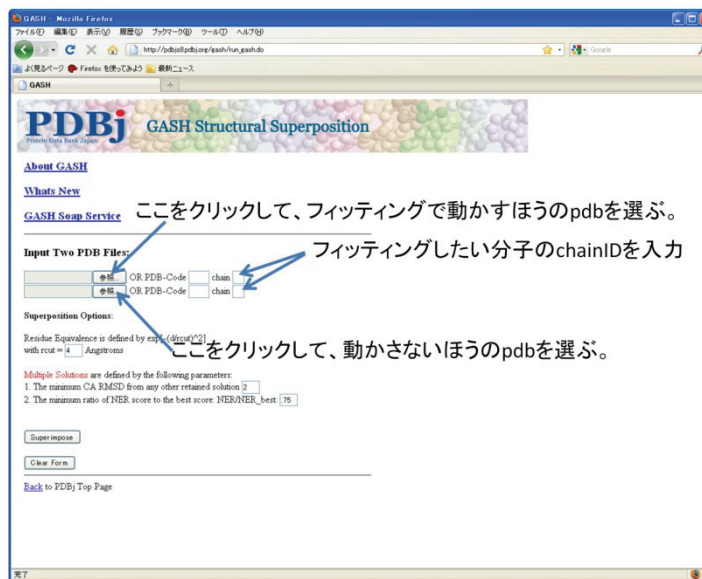 GASH - Mozilla Firefox
ファイル(F) 編集(E) 表示(V) 履歴(S) ブックマーク(B) ツール(T) ヘルプ(H)
http://pdbjs8.pdbj.org/gash/run_gash.do
Google
よく見るページ Firefox を使ってみよう 最新ニュース
GASH
PDBj GASH Structural Superposition
Protein Data Bank Japan
About GASH
Whats New
GASH Soap Service
ここをクリックして、フィッティングで動かすほうのpdbを選ぶ。
Input Two PDB Files:
フィッティングしたい分子のchainIDを入力
参照... OR PDB-Code chain
参照... OR PDB-Code chain
Superposition Options:
Residue Equivalence is defined by exp[-(d/rcut)^2]
with rcut = 4 Angstroms
ここをクリックして、動かさないほうのpdbを選ぶ。
Multiple Solutions are defined by the following parameters:
1. The minimum CA RMSD from any other retained solution 2
2. The minimum ratio of NER score to the best score: NER/NER_best: 75
Superimpose
Clear Form
Back to PDBj Top Page
完了